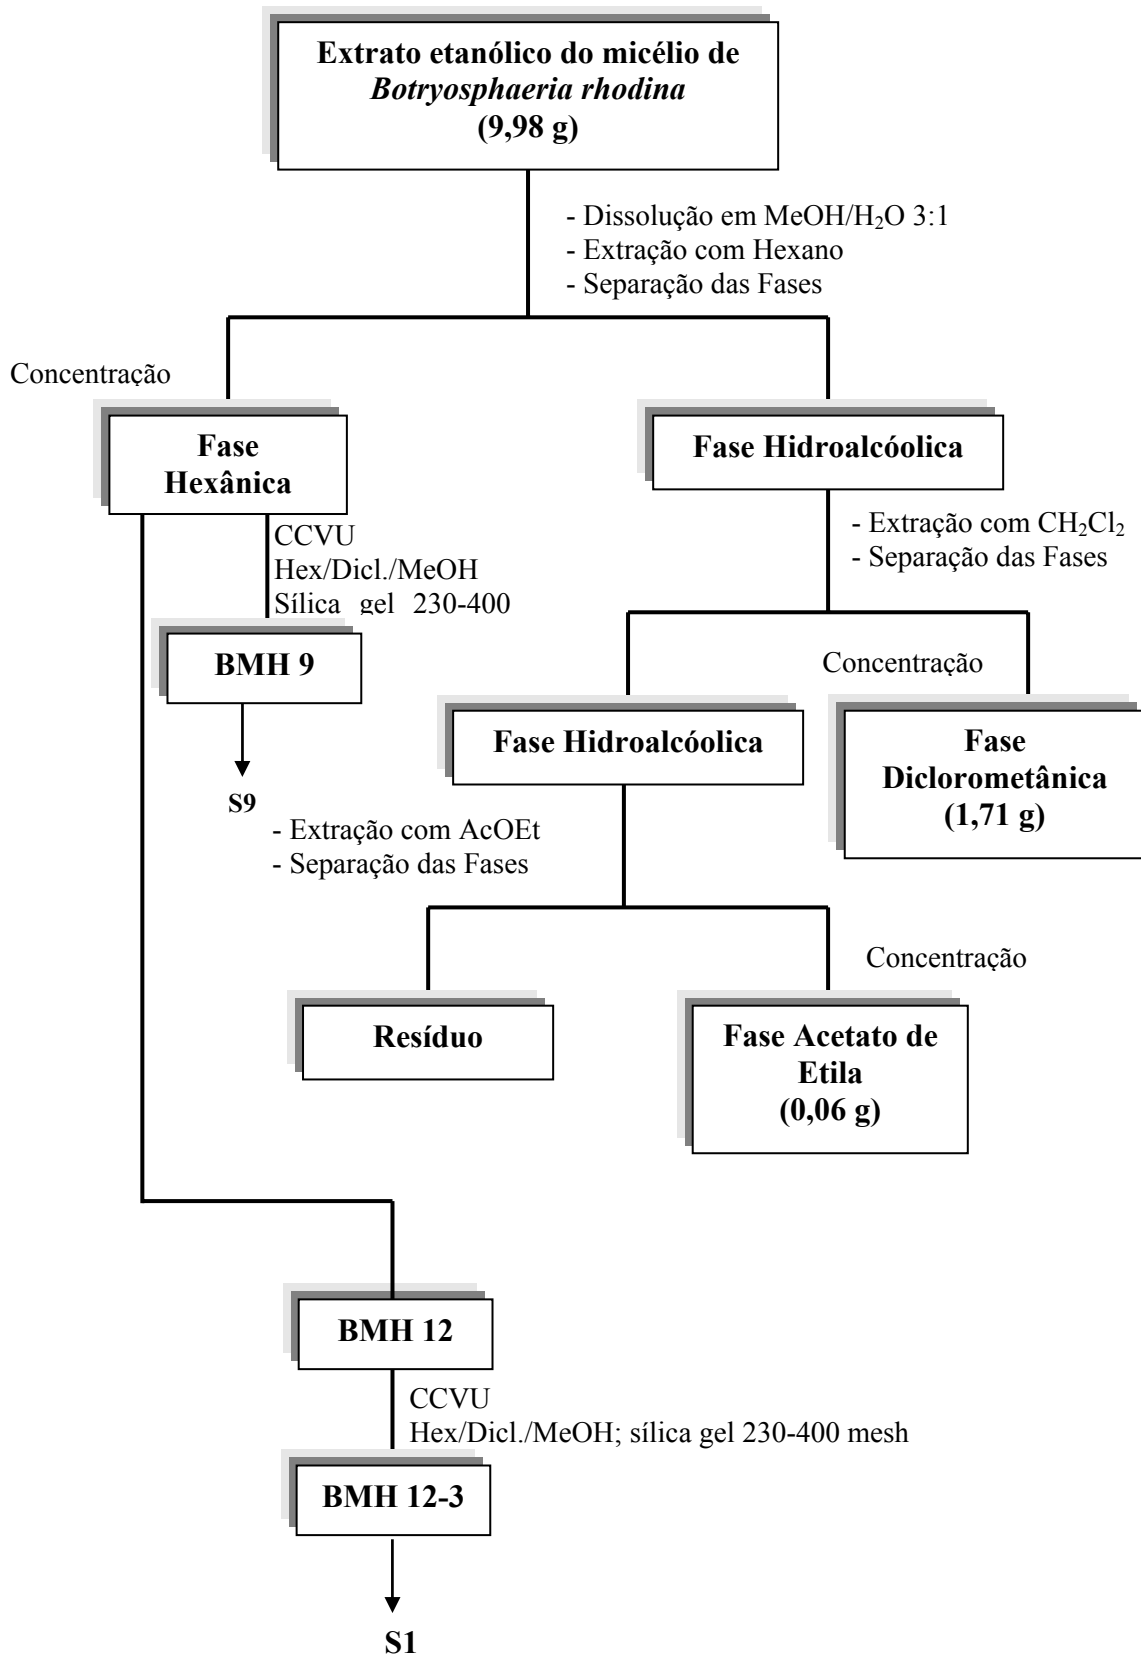 Extrato etanólico do micélio de
Botryosphaeria rhodina
(9,98 g)
- Dissolução em MeOH/H₂O 3:1
- Extração com Hexano
- Separação das Fases
Concentração
Fase
Hexânica
Fase Hidroalcóolica
CCVU
Hex/Dicl./MeOH
Sílica gel 230-400
- Extração com CH₂Cl₂
- Separação das Fases
BMH 9
S9
Concentração
Fase Hidroalcóolica
Fase
Diclorometânica
(1,71 g)
- Extração com AcOEt
- Separação das Fases
Concentração
Resíduo
Fase Acetato de
Etila
(0,06 g)
BMH 12
CCVU
Hex/Dicl./MeOH; sílica gel 230-400 mesh
BMH 12-3
S1